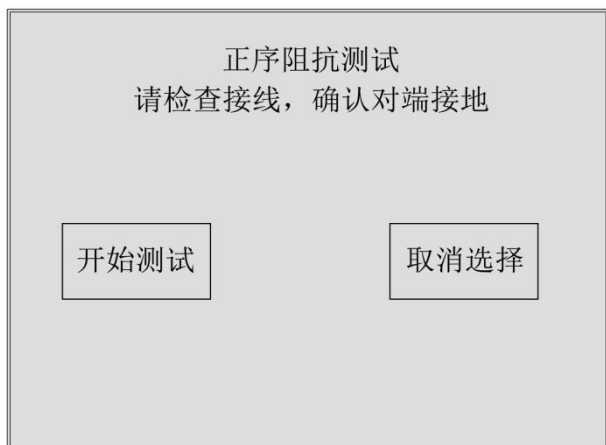 正序阻抗测试
请检查接线，确认对端接地
开始测试
取消选择